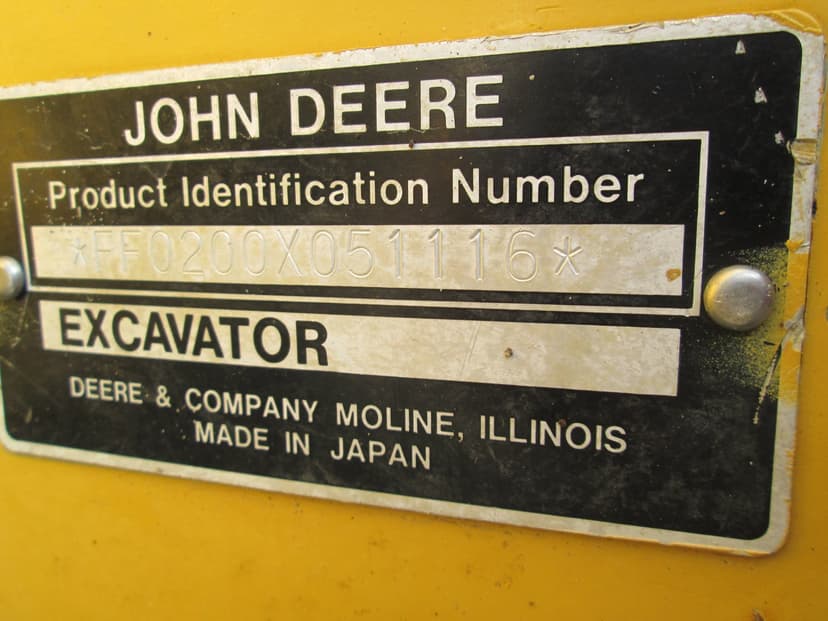 JOHN DEERE
Product Identification Number
*FF0200X051116*
EXCAVATOR
DEERE & COMPANY MOLINE, ILLINOIS
MADE IN JAPAN